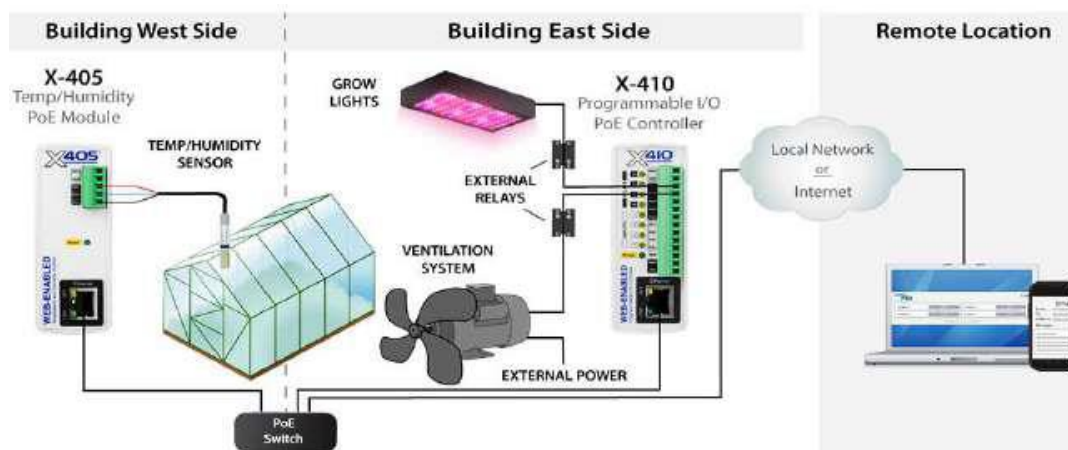 Building West Side
Building East Side
Remote Location
X-405
Temp/Humidity
PoE Module
TEMP/HUMIDITY
SENSOR
X405
WEB-ENABLED
GROW
LIGHTS
X-410
Programmable I/O
PoE Controller
X410
WEB-ENABLED
EXTERNAL
RELAYS
VENTILATION
SYSTEM
EXTERNAL POWER
PoE
Switch
Local Network
or
Internet